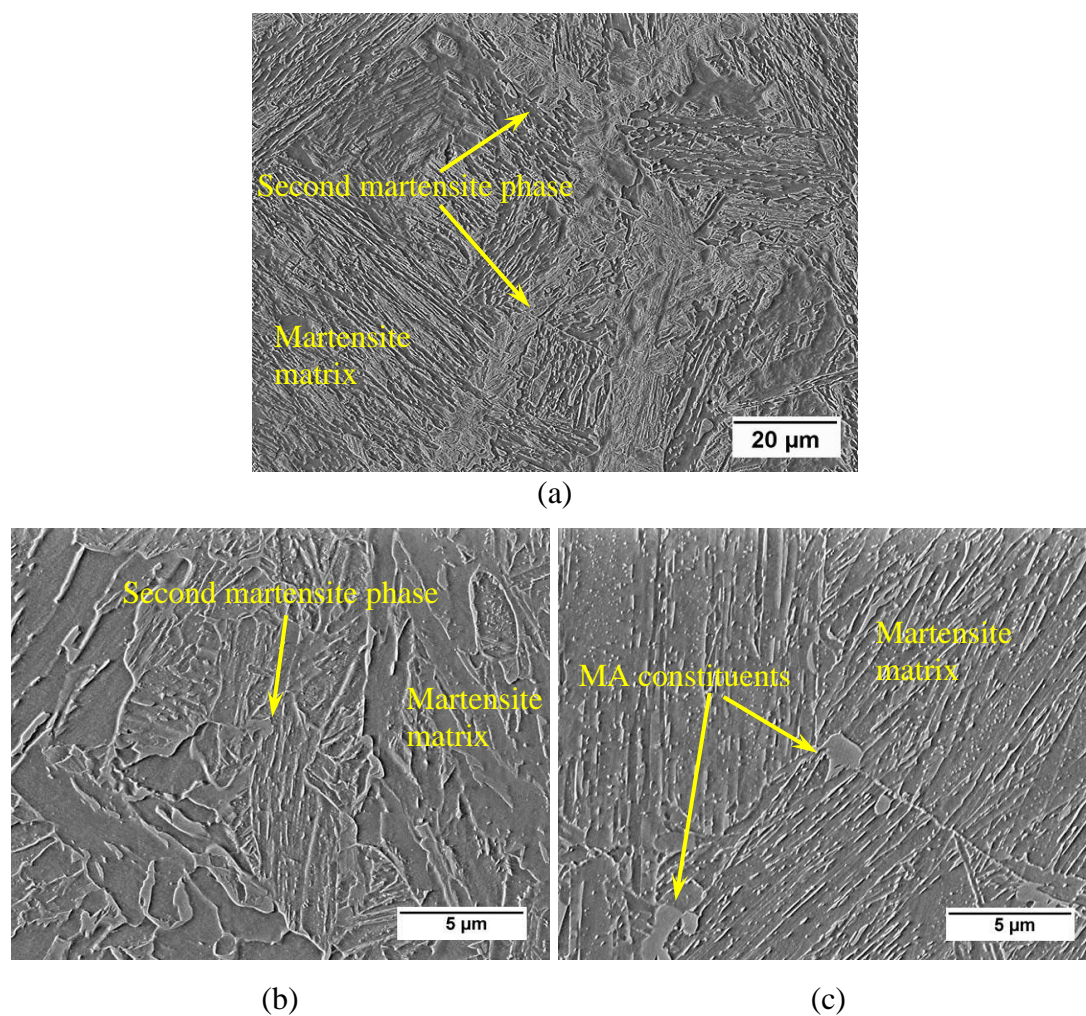 Second martensite phase
Martensite
matrix
20 µm
(a)
Second martensite phase
Martensite
matrix
5 µm
(b)
MA constituents
Martensite
matrix
5 µm
(c)